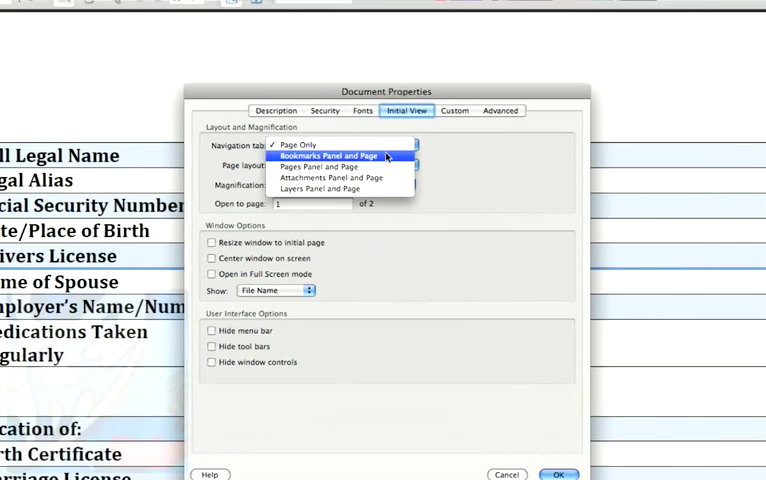 Document Properties
Description Security Fonts Initial View Custom Advanced
Layout and Magnification
Navigation tab: ✓ Page Only
Bookmarks Panel and Page
Pages Panel and Page
Attachments Panel and Page
Layers Panel and Page
Page layout:
Magnification:
Open to page: 1 of 2
Window Options
Resize window to initial page
Center window on screen
Open in Full Screen mode
Show: File Name
User Interface Options
Hide menu bar
Hide tool bars
Hide window controls
Help Cancel OK
ll Legal Name
gal Alias
cial Security Number
te/Place of Birth
ivers License
me of Spouse
mployer's Name/Num
edications Taken
gularly
cation of:
rth Certificate
arriage License